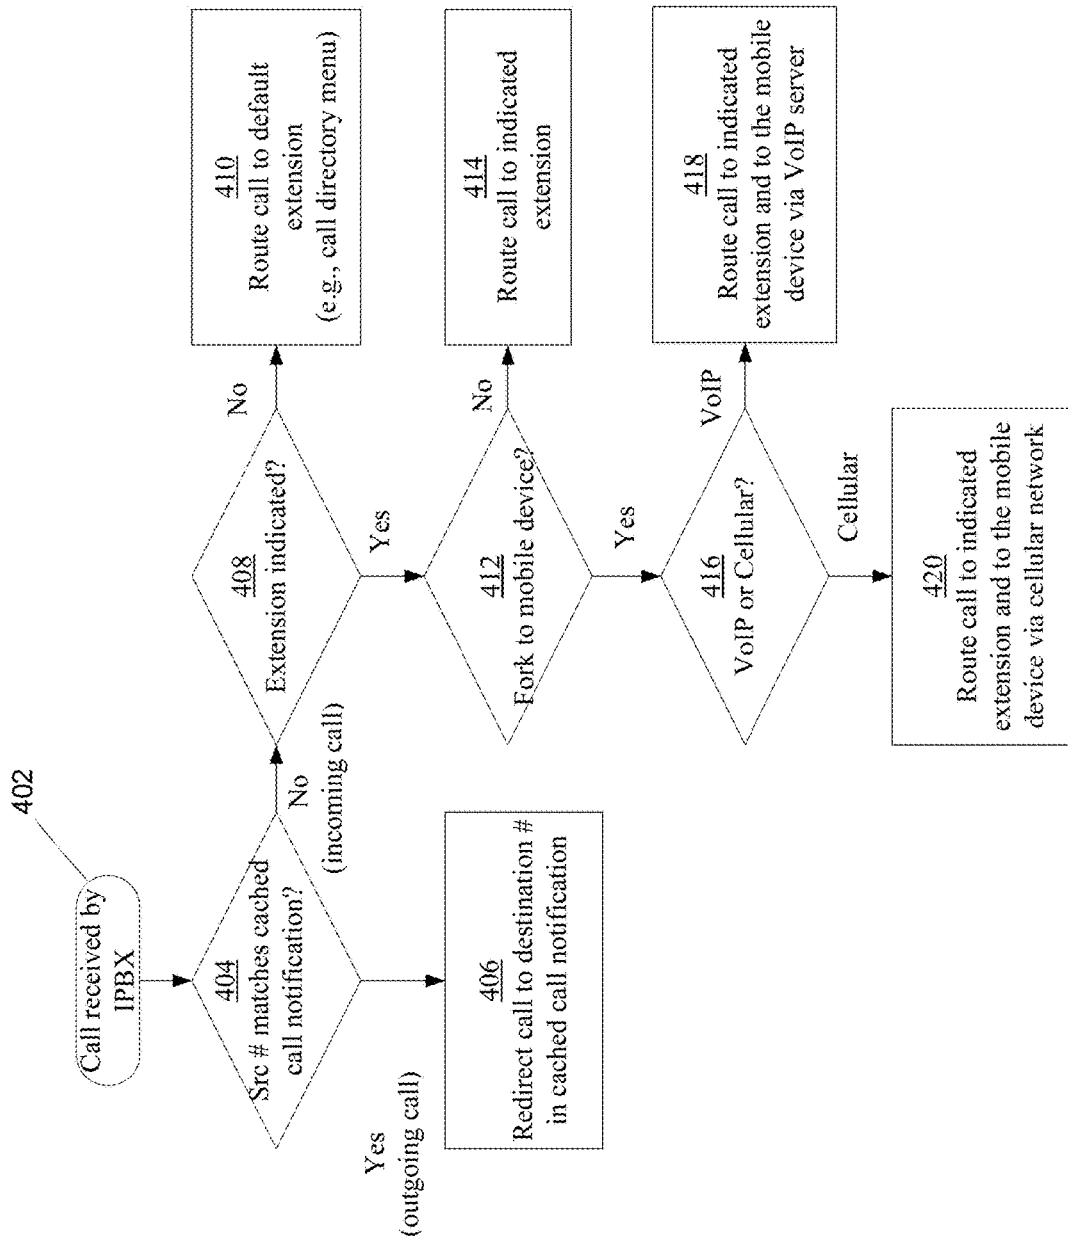 402
Call received by
IPBX
404
Src # matches cached
call notification?
Yes
(outgoing call)
No
(incoming call)
406
Redirect call to destination #
in cached call notification
408
Extension indicated?
No
Yes
410
Route call to default
extension
(e.g., call directory menu)
412
Fork to mobile device?
No
Yes
414
Route call to indicated
extension
416
VoIP or Cellular?
VoIP
Cellular
418
Route call to indicated
extension and to the mobile
device via VoIP server
420
Route call to indicated
extension and to the mobile
device via cellular network